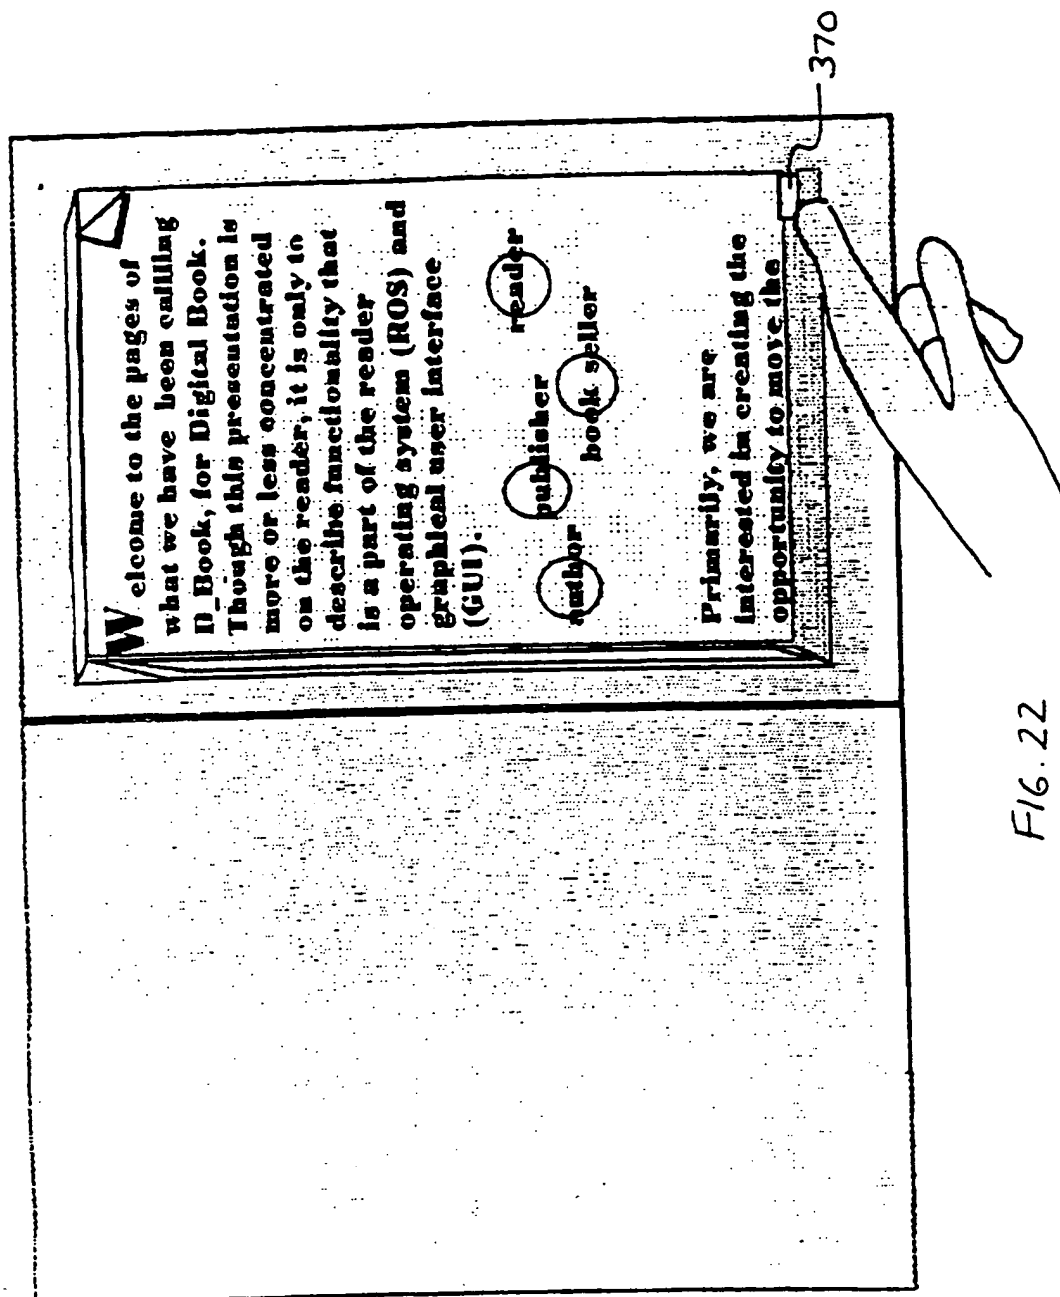 Welcome to the pages of
what we have been callling
D_Book, for Digital Book.
Though this presentation is
more or less concentrated
on the reader, it is only to
describe functionality that
is a part of the reader
operating system (ROS) and
graphical user interface
(GUI).
author
publisher
book seller
reader
Primarily, we are
interested in creating the
opportunity to move the
370
FIG. 22